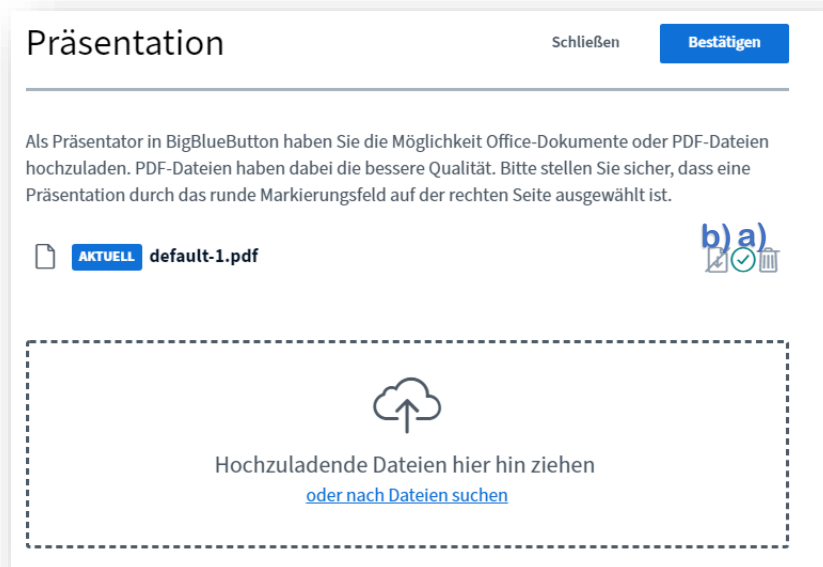 Präsentation
Schließen
Bestätigen
Als Präsentator in BigBlueButton haben Sie die Möglichkeit Office-Dokumente oder PDF-Dateien
hochzuladen. PDF-Dateien haben dabei die bessere Qualität. Bitte stellen Sie sicher, dass eine
Präsentation durch das runde Markierungsfeld auf der rechten Seite ausgewählt ist.
b) a)
AKTUELL default-1.pdf
Hochzuladende Dateien hier hin ziehen
oder nach Dateien suchen